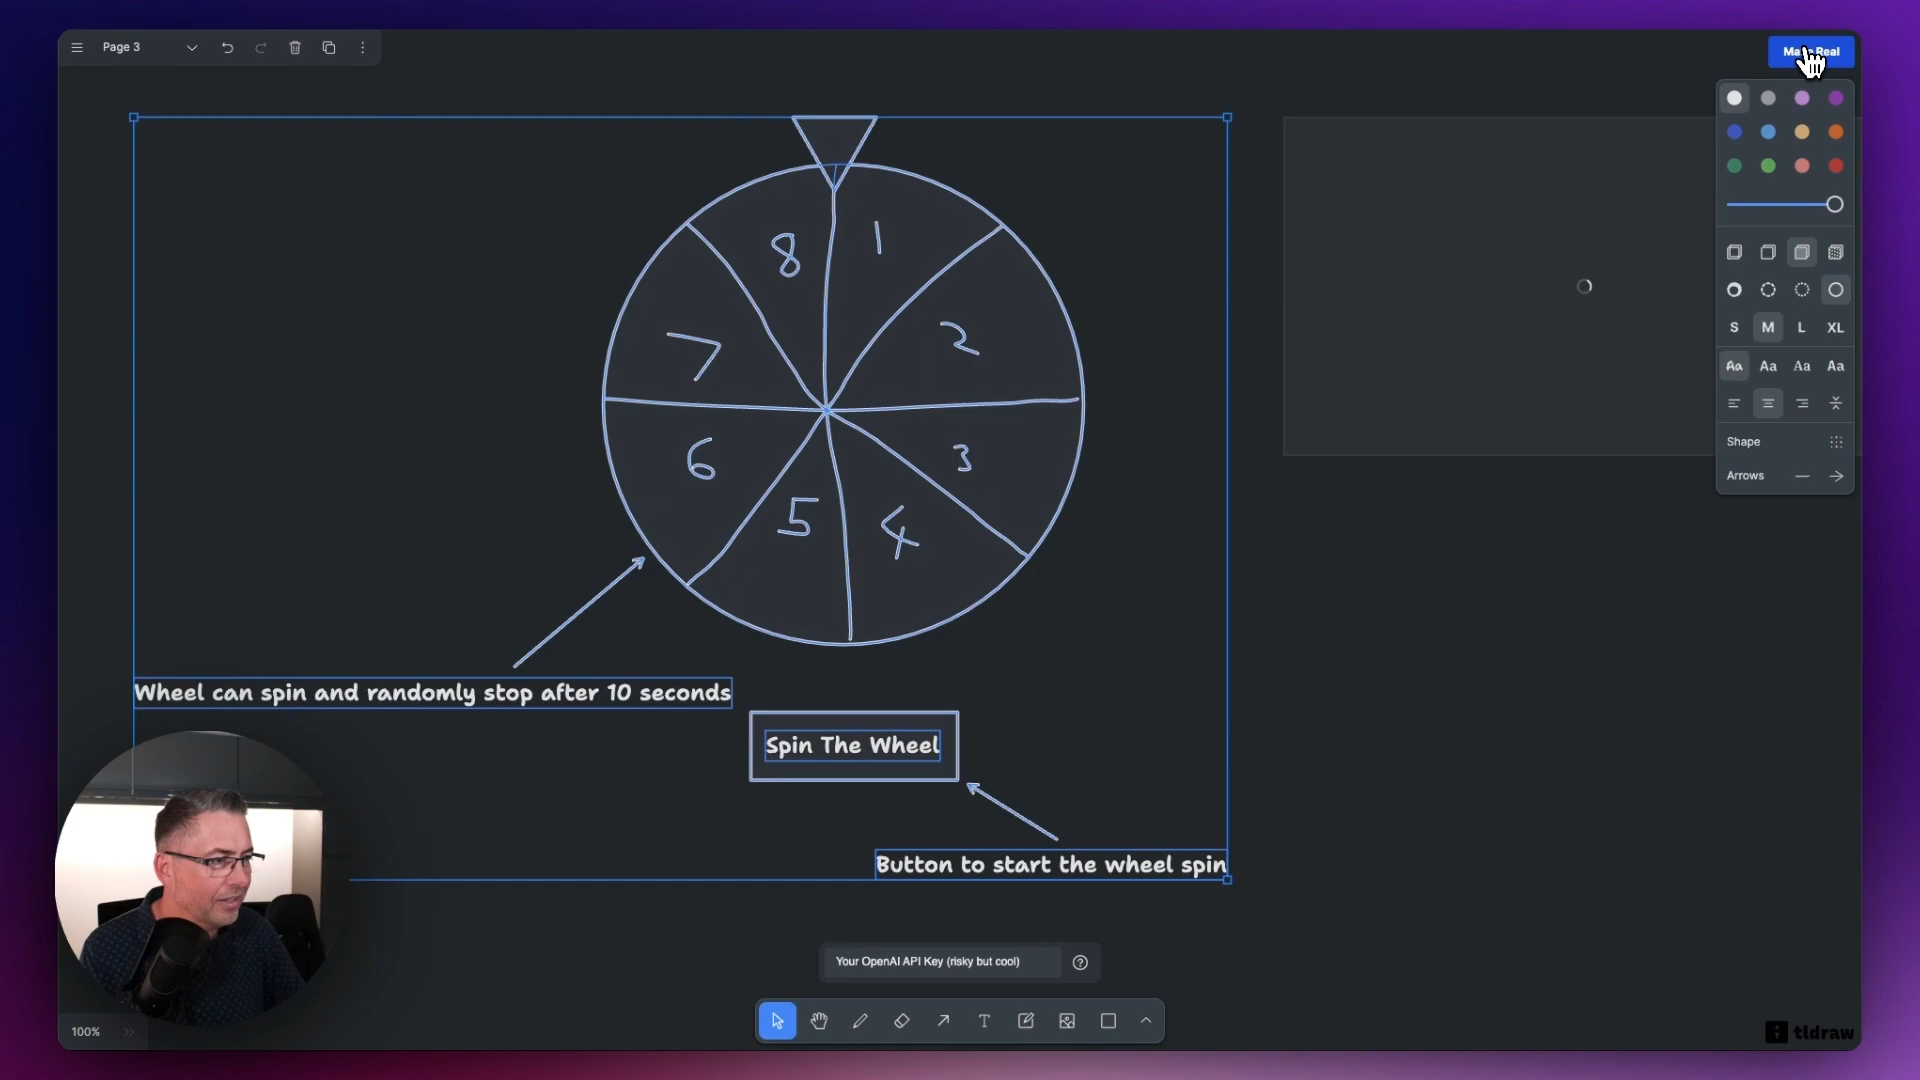 Page 3
Make Real
8 1
7 2
6 3
5 4
S M L XL
Aa Aa Aa Aa
Shape
Arrows
Wheel can spin and randomly stop after 10 seconds
Spin The Wheel
Button to start the wheel spin
Your OpenAI API Key (risky but cool)
100%
tldraw